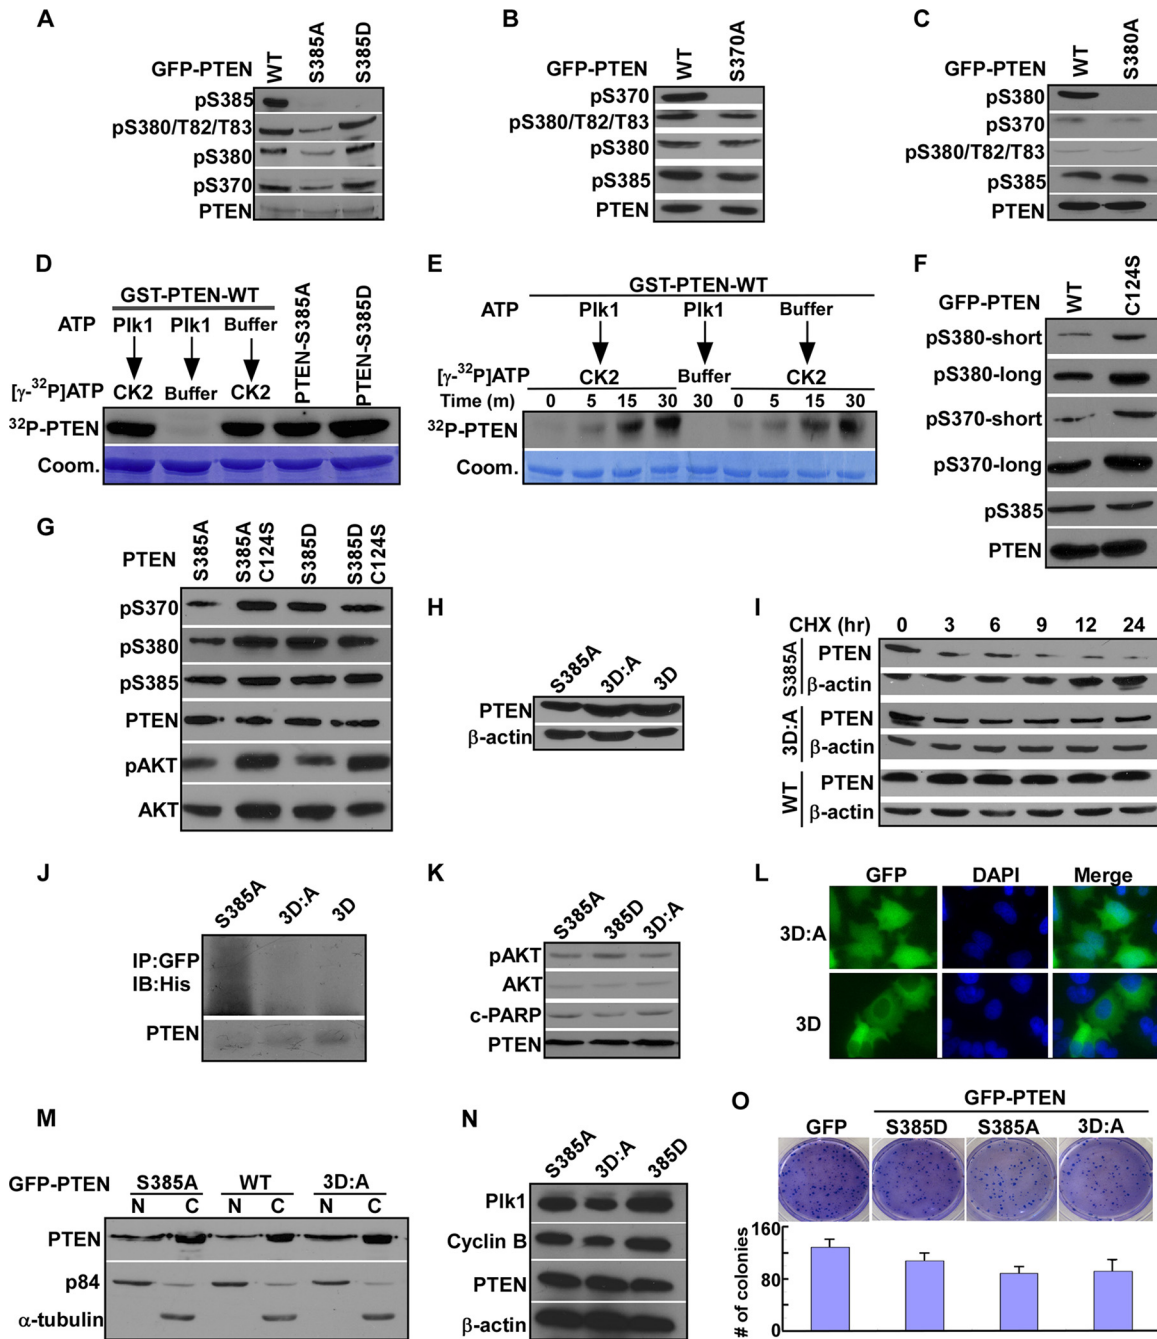 A
GFP-PTEN WT S385A S385D
pS385
pS380/T82/T83
pS380
pS370
PTEN
B
GFP-PTEN WT S370A
pS370
pS380/T82/T83
pS380
pS385
PTEN
C
GFP-PTEN WT S380A
pS380
pS370
pS380/T82/T83
pS385
PTEN
D
GST-PTEN-WT PTEN-S385A PTEN-S385D
ATP Plk1 Plk1 Buffer
[γ-³²P]ATP CK2 Buffer CK2
³²P-PTEN
Coom.
E
GST-PTEN-WT
ATP Plk1 Plk1 Buffer
[γ-³²P]ATP CK2 Buffer CK2
Time (m) 0 5 15 30 30 0 5 15 30
³²P-PTEN
Coom.
F
GFP-PTEN WT C124S
pS380-short
pS380-long
pS370-short
pS370-long
pS385
PTEN
G
PTEN S385A S385A C124S S385D S385D C124S
pS370
pS380
pS385
PTEN
pAKT
AKT
H
S385A 3D:A 3D
PTEN
β-actin
I
CHX (hr) 0 3 6 9 12 24
S385A PTEN
β-actin
3D:A PTEN
β-actin
WT PTEN
β-actin
J
S385A 3D:A 3D
IP:GFP
IB:His
PTEN
K
S385A 385D 3D:A
pAKT
AKT
c-PARP
PTEN
L
GFP DAPI Merge
3D:A
3D
M
GFP-PTEN S385A WT 3D:A
N C N C N C
PTEN
p84
α-tubulin
N
S385A 3D:A 385D
Plk1
Cyclin B
PTEN
β-actin
O
GFP-PTEN
GFP S385D S385A 3D:A
# of colonies
160
80
0